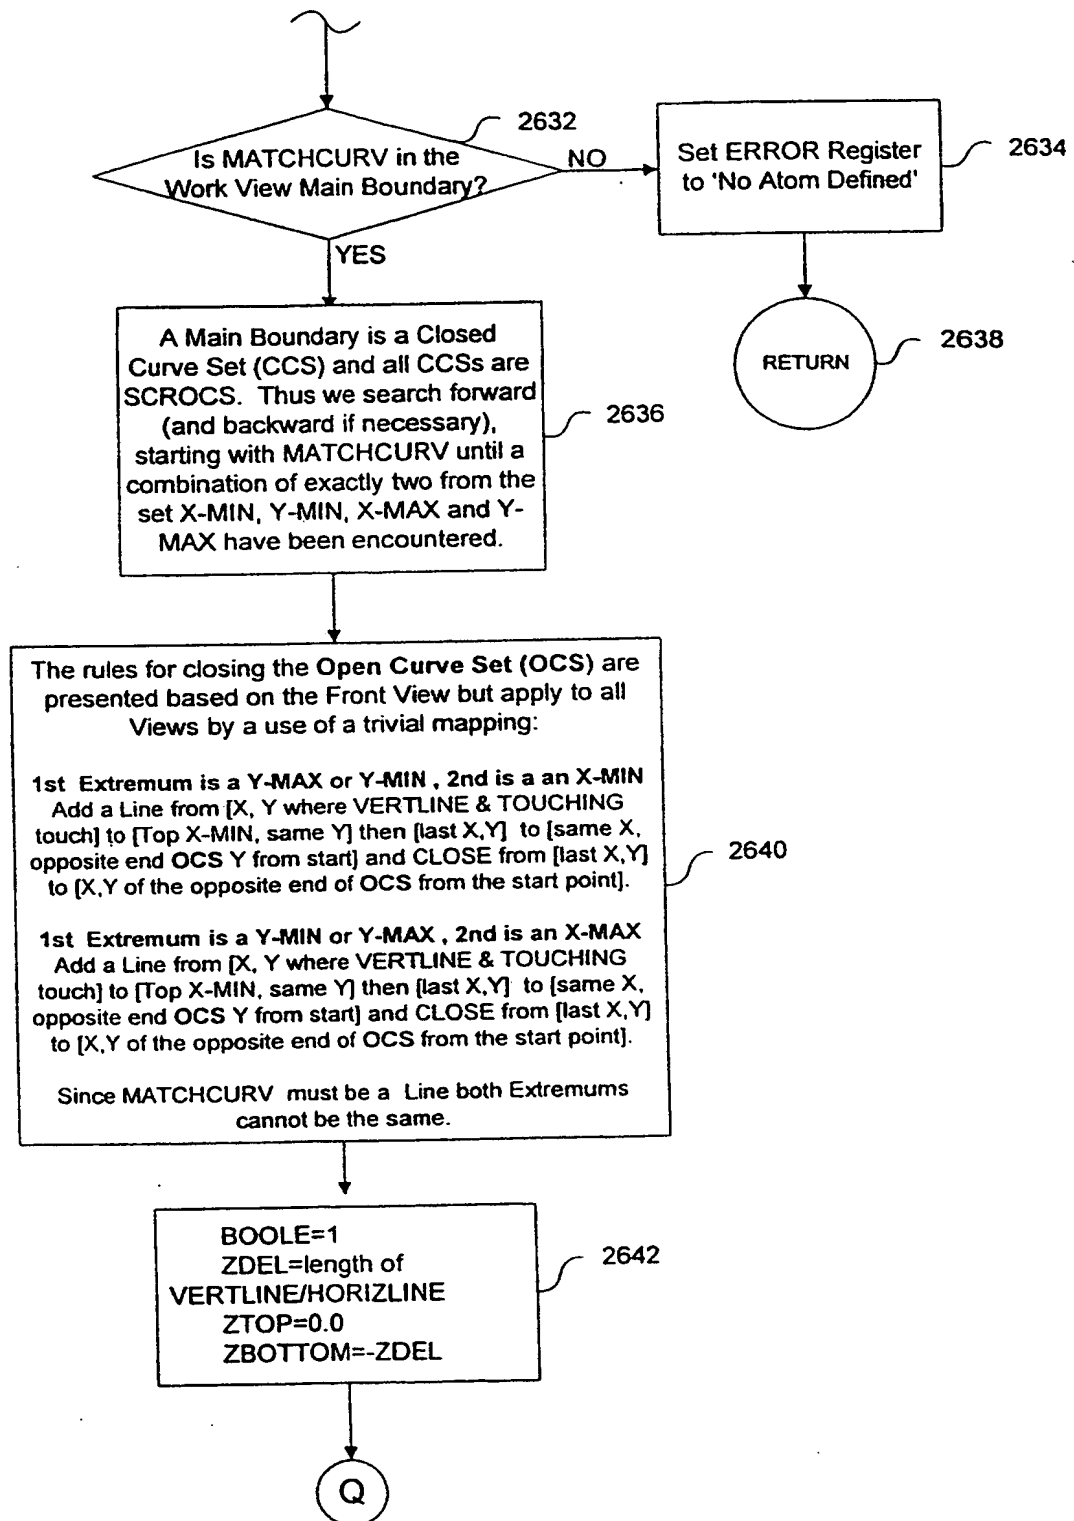 2632
Is MATCHCURV in the
Work View Main Boundary?
NO
Set ERROR Register
to 'No Atom Defined'
2634
YES
RETURN
2638
A Main Boundary is a Closed
Curve Set (CCS) and all CCSs are
SCROCS. Thus we search forward
(and backward if necessary),
starting with MATCHCURV until a
combination of exactly two from the
set X-MIN, Y-MIN, X-MAX and Y-
MAX have been encountered.
2636
The rules for closing the Open Curve Set (OCS) are
presented based on the Front View but apply to all
Views by a use of a trivial mapping:
1st Extremum is a Y-MAX or Y-MIN , 2nd is a an X-MIN
Add a Line from [X, Y where VERTLINE & TOUCHING
touch] to [Top X-MIN, same Y] then [last X,Y] to [same X,
opposite end OCS Y from start] and CLOSE from [last X,Y]
to [X,Y of the opposite end of OCS from the start point].
1st Extremum is a Y-MIN or Y-MAX , 2nd is an X-MAX
Add a Line from [X, Y where VERTLINE & TOUCHING
touch] to [Top X-MIN, same Y] then [last X,Y] to [same X,
opposite end OCS Y from start] and CLOSE from [last X,Y]
to [X,Y of the opposite end of OCS from the start point].
Since MATCHCURV must be a Line both Extremums
cannot be the same.
2640
BOOLE=1
ZDEL=length of
VERTLINE/HORIZLINE
ZTOP=0.0
ZBOTTOM=-ZDEL
2642
Q